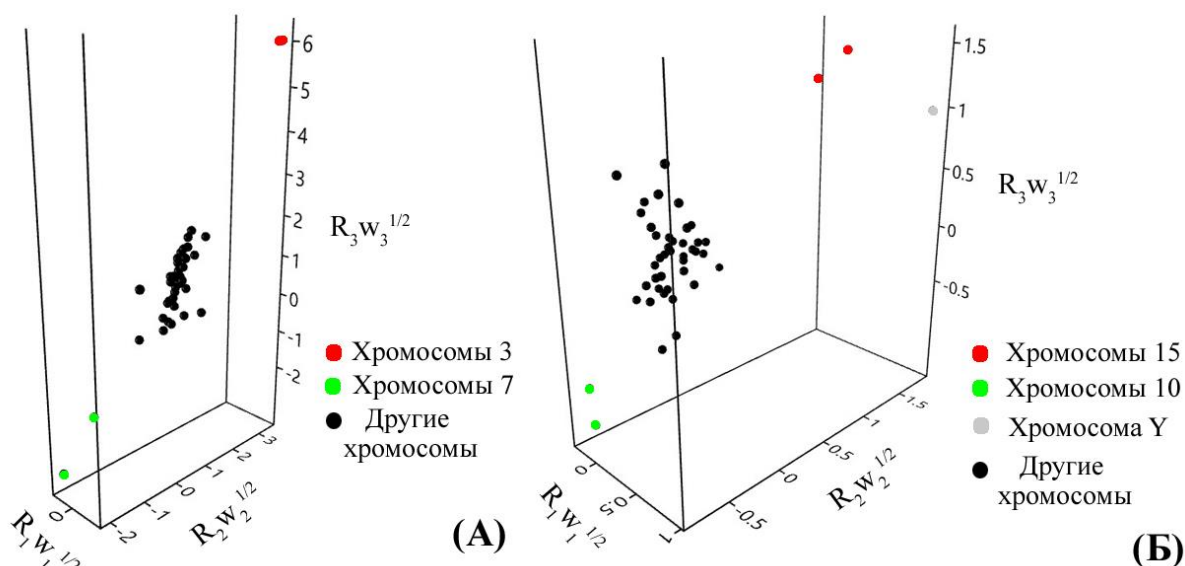 6
5
4
3
2
1
0
-1
-2
R₃w₃^1/2
Хромосомы 3
Хромосомы 7
Другие
хромосомы
3
2
1
0
-1
-2
R₂w₂^1/2
0
R₁w₁^1/2
(А)
1.5
1
0.5
0
-0.5
R₃w₃^1/2
Хромосомы 15
Хромосомы 10
Хромосома Y
Другие
хромосомы
1.5
1
0.5
0
-0.5
R₂w₂^1/2
0
0.5
1
R₁w₁^1/2
(Б)